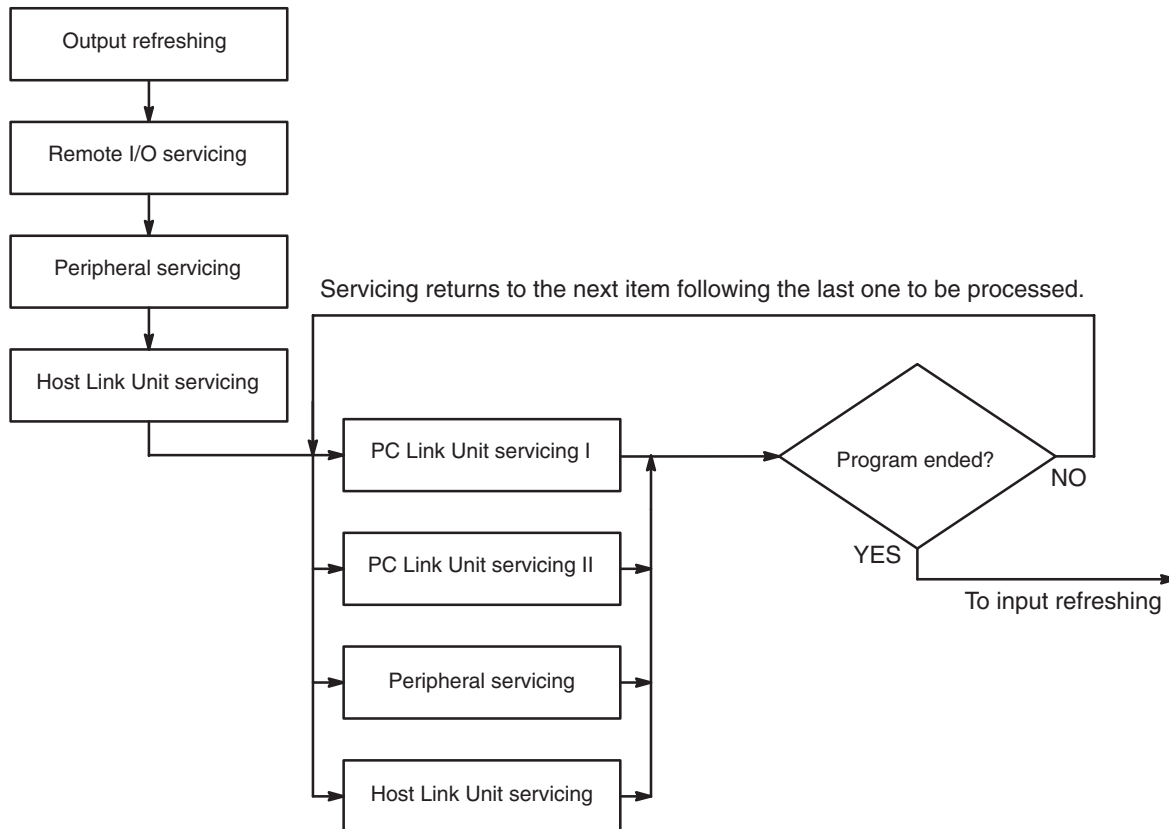 Output refreshing
Remote I/O servicing
Peripheral servicing
Host Link Unit servicing
Servicing returns to the next item following the last one to be processed.
PC Link Unit servicing I
PC Link Unit servicing II
Peripheral servicing
Host Link Unit servicing
Program ended?
NO
YES
To input refreshing